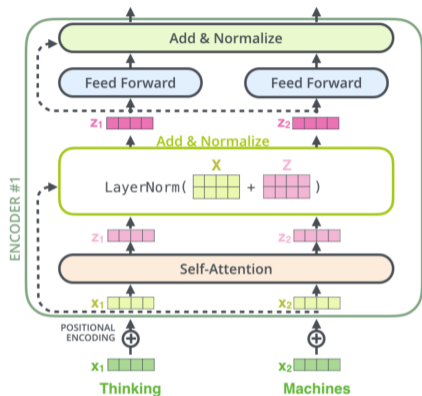 Add & Normalize
Feed Forward Feed Forward
z1 z2
Add & Normalize
X Z
LayerNorm( + )
z1 z2
Self-Attention
x1 x2
POSITIONAL
ENCODING
x1 x2
Thinking Machines
ENCODER #1